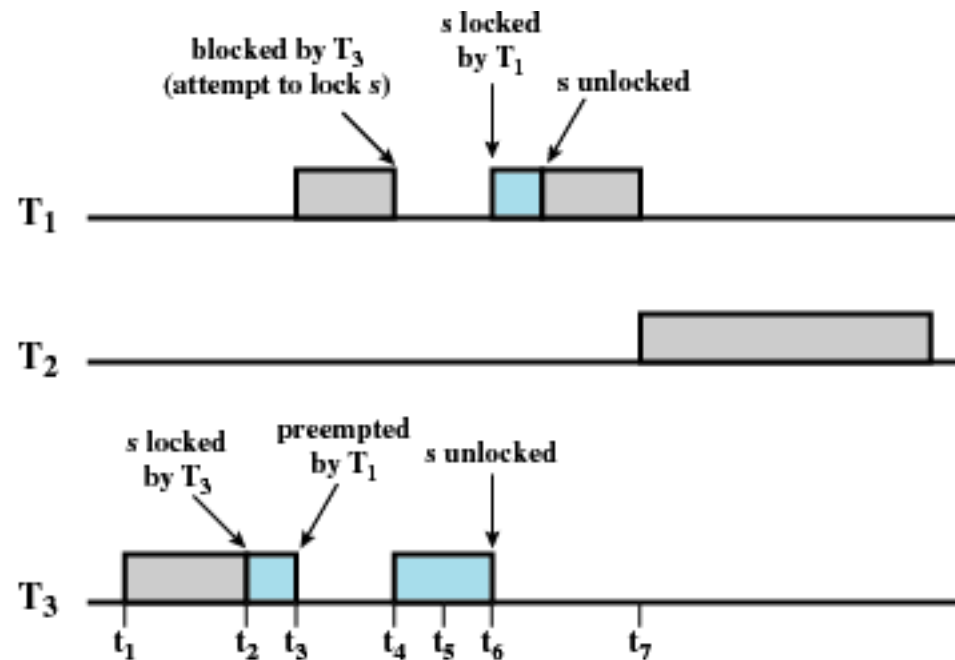 blocked by T3
(attempt to lock s)
s locked
by T1
s unlocked
T1
T2
s locked
by T3
preempted
by T1
s unlocked
T3
t1 t2 t3 t4 t5 t6 t7